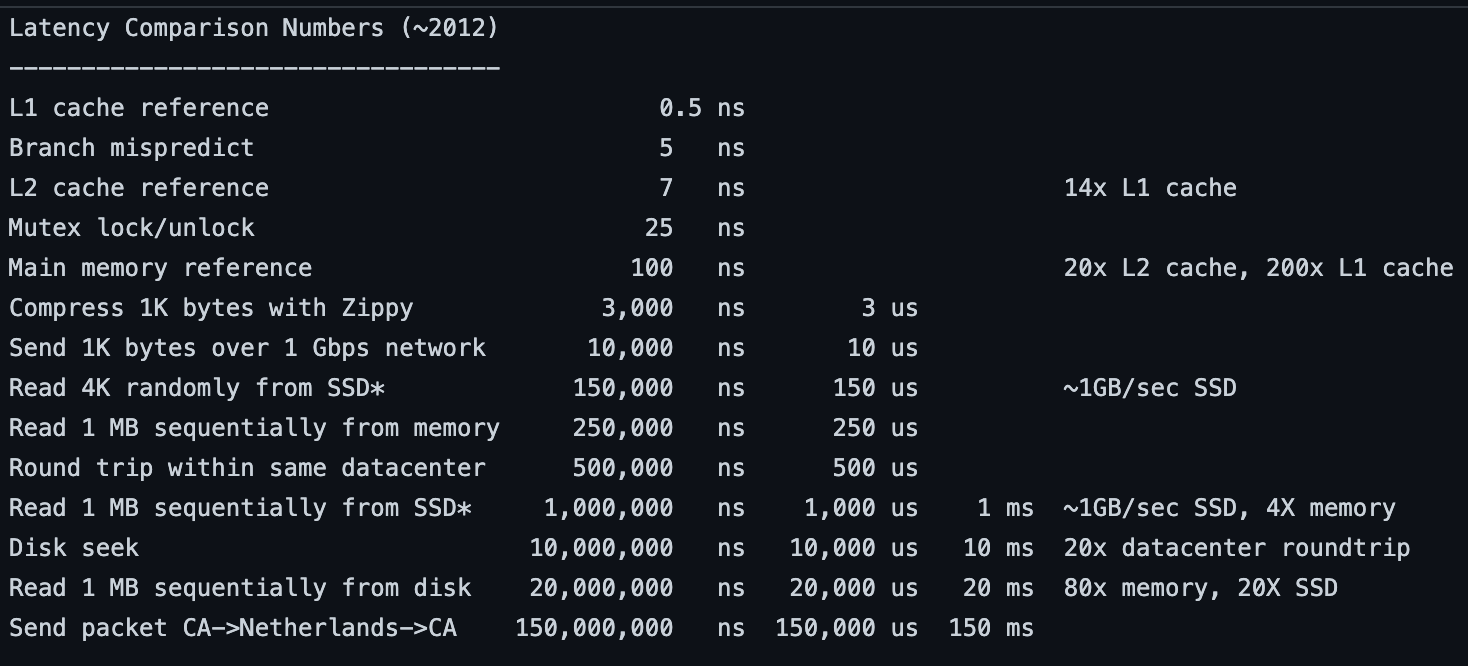 Latency Comparison Numbers (~2012)
----------------------------------
L1 cache reference                           0.5 ns
Branch mispredict                            5   ns
L2 cache reference                           7   ns                      14x L1 cache
Mutex lock/unlock                           25   ns
Main memory reference                      100   ns                      20x L2 cache, 200x L1 cache
Compress 1K bytes with Zippy             3,000   ns        3 us
Send 1K bytes over 1 Gbps network       10,000   ns       10 us
Read 4K randomly from SSD*             150,000   ns      150 us          ~1GB/sec SSD
Read 1 MB sequentially from memory     250,000   ns      250 us
Round trip within same datacenter      500,000   ns      500 us
Read 1 MB sequentially from SSD*     1,000,000   ns    1,000 us    1 ms  ~1GB/sec SSD, 4X memory
Disk seek                           10,000,000   ns   10,000 us   10 ms  20x datacenter roundtrip
Read 1 MB sequentially from disk    20,000,000   ns   20,000 us   20 ms  80x memory, 20X SSD
Send packet CA->Netherlands->CA    150,000,000   ns  150,000 us  150 ms